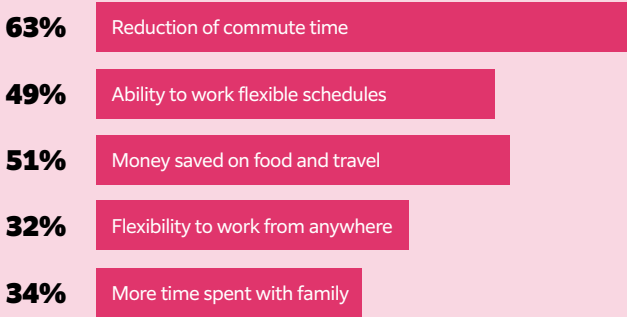 63% Reduction of commute time
49% Ability to work flexible schedules
51% Money saved on food and travel
32% Flexibility to work from anywhere
34% More time spent with family